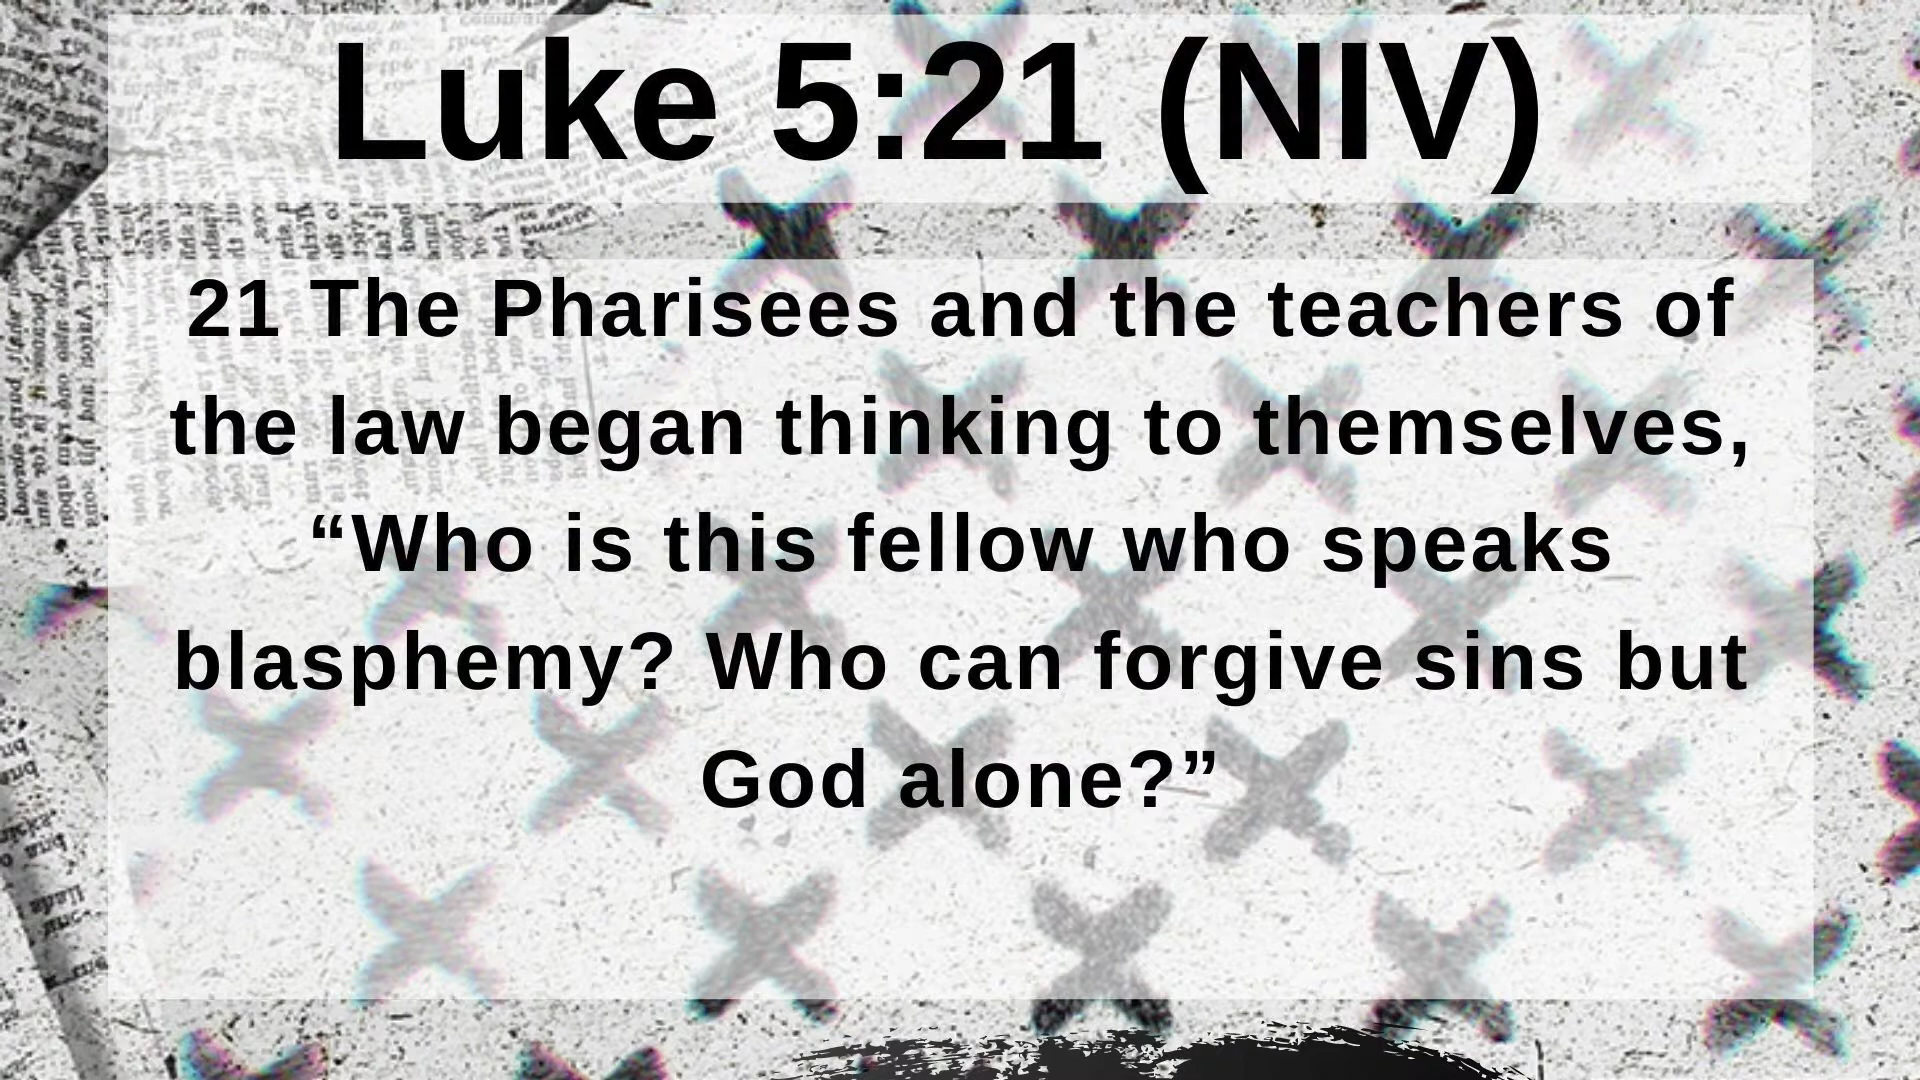 Luke 5:21 (NIV)
21 The Pharisees and the teachers of
the law began thinking to themselves,
“Who is this fellow who speaks
blasphemy? Who can forgive sins but
God alone?”